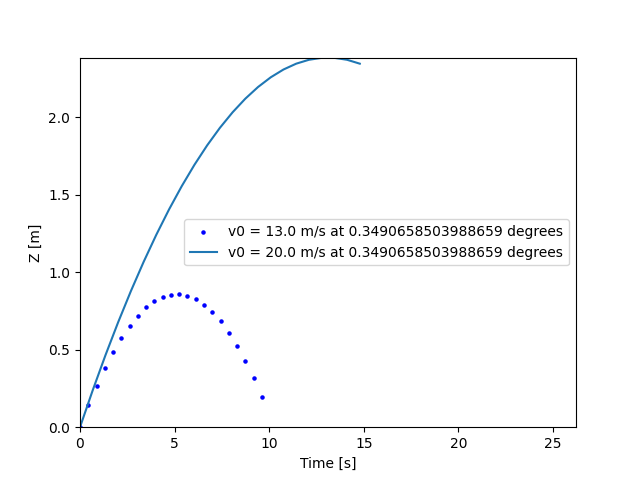 2.0
1.5
1.0
0.5
0.0
Z [m]
v0 = 13.0 m/s at 0.3490658503988659 degrees
v0 = 20.0 m/s at 0.3490658503988659 degrees
0 5 10 15 20 25
Time [s]